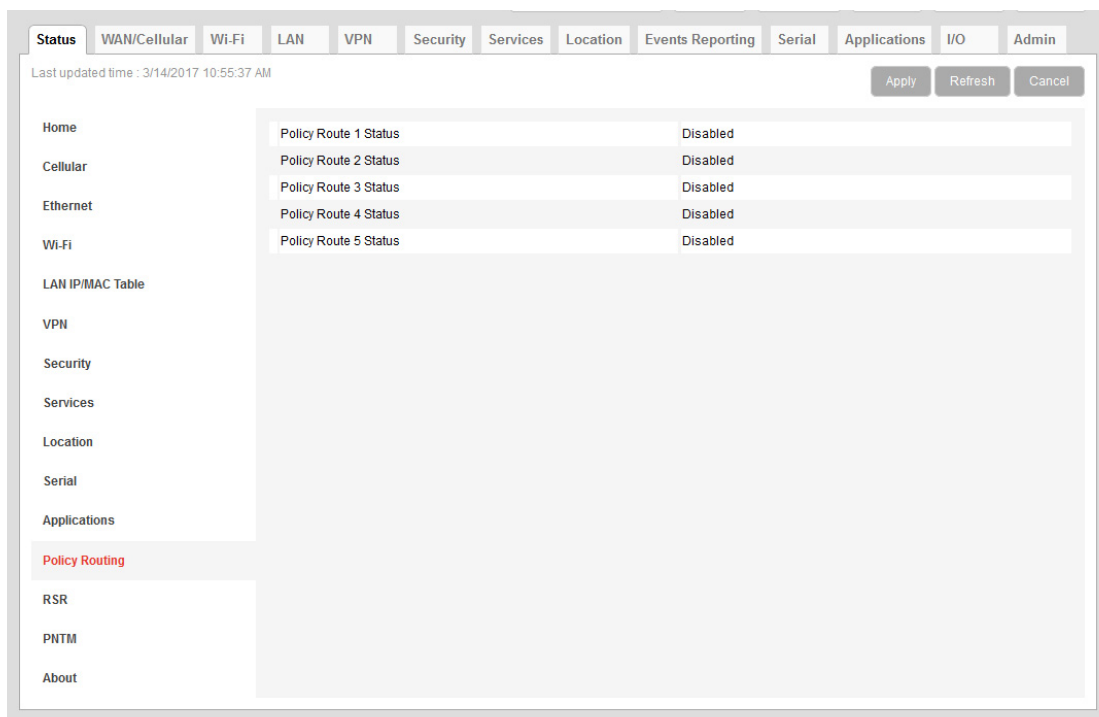 Status WAN/Cellular Wi-Fi LAN VPN Security Services Location Events Reporting Serial Applications I/O Admin
Last updated time : 3/14/2017 10:55:37 AM
Apply Refresh Cancel
Home
Cellular
Ethernet
Wi-Fi
LAN IP/MAC Table
VPN
Security
Services
Location
Serial
Applications
Policy Routing
RSR
PNTM
About
Policy Route 1 Status Disabled
Policy Route 2 Status Disabled
Policy Route 3 Status Disabled
Policy Route 4 Status Disabled
Policy Route 5 Status Disabled